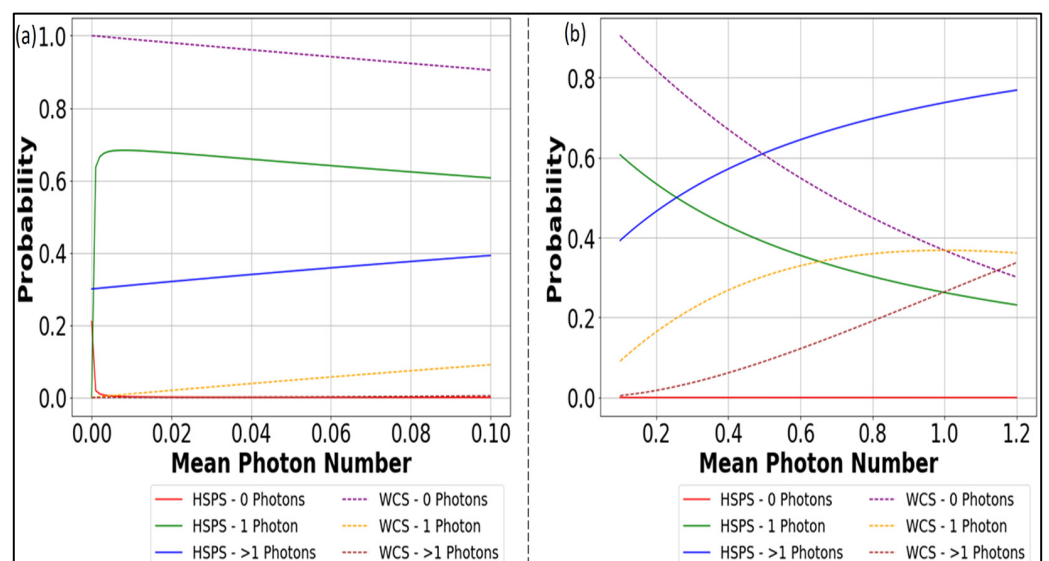 (a)
1.0
0.8
0.6
0.4
0.2
0.0
Probability
0.00 0.02 0.04 0.06 0.08 0.10
Mean Photon Number
HSPS - 0 Photons WCS - 0 Photons
HSPS - 1 Photon WCS - 1 Photon
HSPS - >1 Photons WCS - >1 Photons
(b)
0.8
0.6
0.4
0.2
0.0
Probability
0.2 0.4 0.6 0.8 1.0 1.2
Mean Photon Number
HSPS - 0 Photons WCS - 0 Photons
HSPS - 1 Photon WCS - 1 Photon
HSPS - >1 Photons WCS - >1 Photons